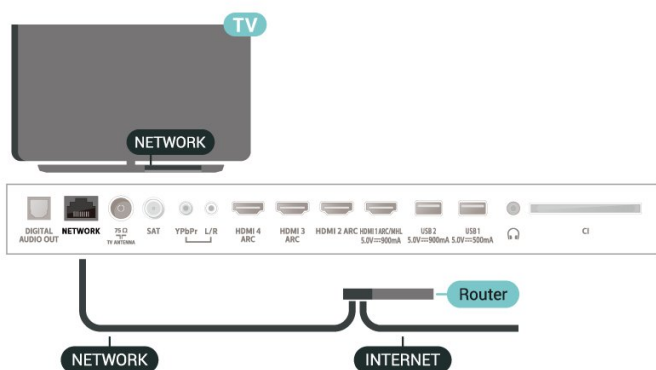 TV
NETWORK
DIGITAL AUDIO OUT
NETWORK
75 Ω
TV ANTENNA
SAT
YPbPr
L/R
HDMI 4 ARC
HDMI 3 ARC
HDMI 2 ARC
HDMI 1 ARC/MHL
5.0V⎓900mA
USB 2
5.0V⎓900mA
USB 1
5.0V⎓500mA
CI
Router
NETWORK
INTERNET